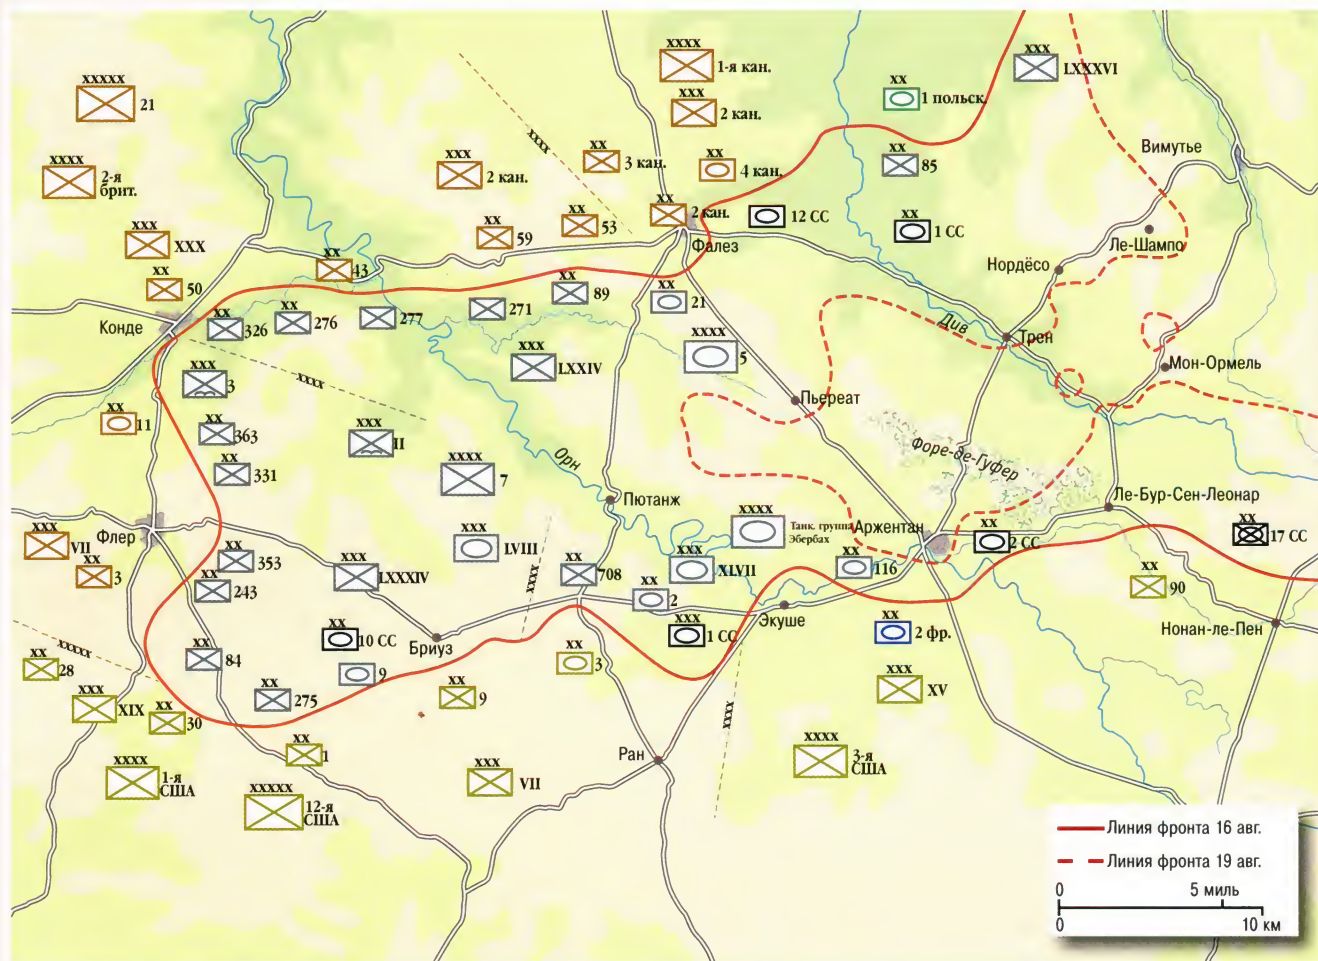 XXXXX
21
XXXX
2-я
брит.
XXX
XXX
XX
50
XXXX
1-я кан.
XXX
2 кан.
XX
3 кан.
XX
4 кан.
XXX
2 кан.
XX
59
XX
53
XX
2 кан.
Фалез
XX
43
XXXX
XX
1 польск.
XXX
LXXXVI
XX
85
12 СС
XX
1 СС
Вимутье
Ле-Шампо
Нордёсо
Трен
Див
Мон-Ормель
Конде
XX
326
XX
276
XX
277
271
XX
89
XX
21
XXXX
5
XXX
LXXIV
XXX
3
XXXX
XX
11
XX
363
XX
331
XXX
II
XXXX
7
Орн
Пьереат
Форе-де-Гуфер
Пютанж
Ле-Бур-Сен-Леонар
Флер
XXX
VII
XX
3
XX
353
XX
243
XXX
LVIII
XXX
LXXXIV
XXXX
XX
708
XXXX
Танк. группа
Эбербах
Аржентан
XXX
XLVII
XX
116
XX
2 СС
XX
17 СС
XX
90
XX
2
Экуше
XXX
1 СС
XX
2 фр.
Нонан-ле-Пен
XXX
XV
XX
10 СС
Бриуз
9
XX
84
XX
275
XX
9
XX
3
XXXXX
XX
28
XXX
XIX
XX
30
XXXX
1-я
США
XX
1
XXXXX
12-я
США
XXX
VII
Ран
XXXX
XXXX
3-я
США
Линия фронта 16 авг.
Линия фронта 19 авг.
0
5 миль
0
10 км